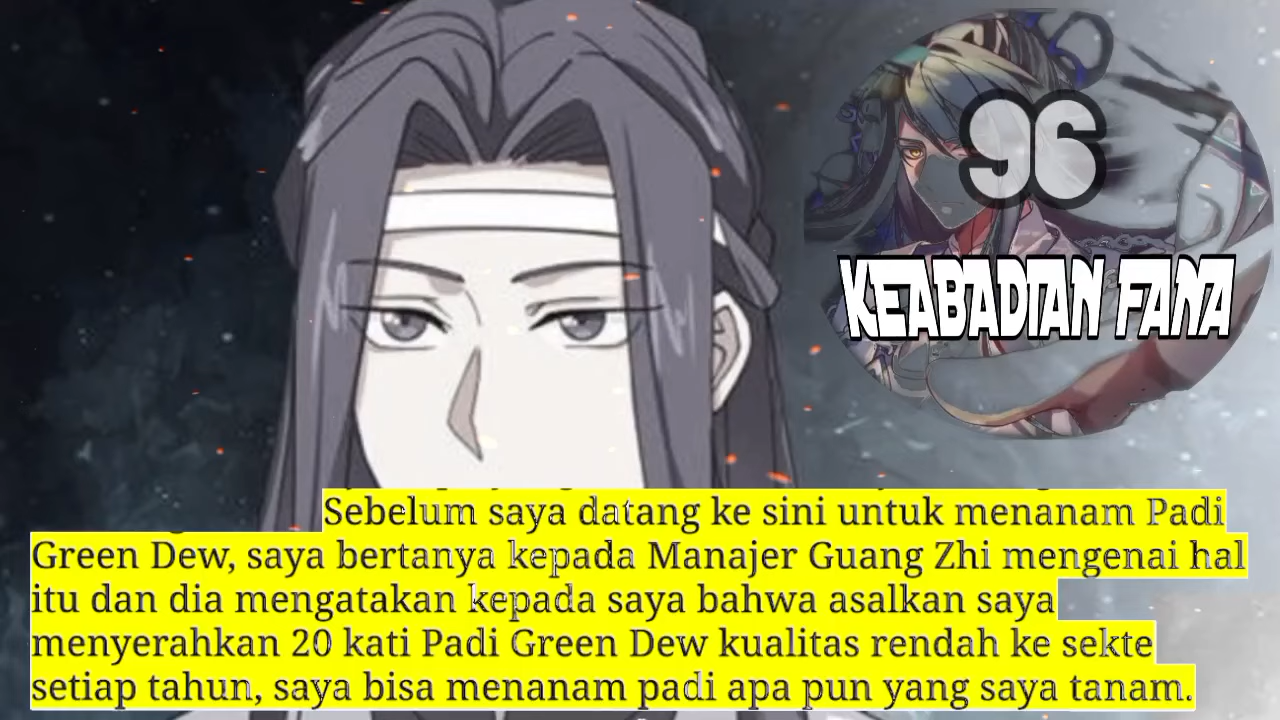 96
KEABADIAN FANA
Sebelum saya datang ke sini untuk menanam Padi
Green Dew, saya bertanya kepada Manajer Guang Zhi mengenai hal
itu dan dia mengatakan kepada saya bahwa asalkan saya
menyerahkan 20 kati Padi Green Dew kualitas rendah ke sekte
setiap tahun, saya bisa menanam padi apa pun yang saya tanam.